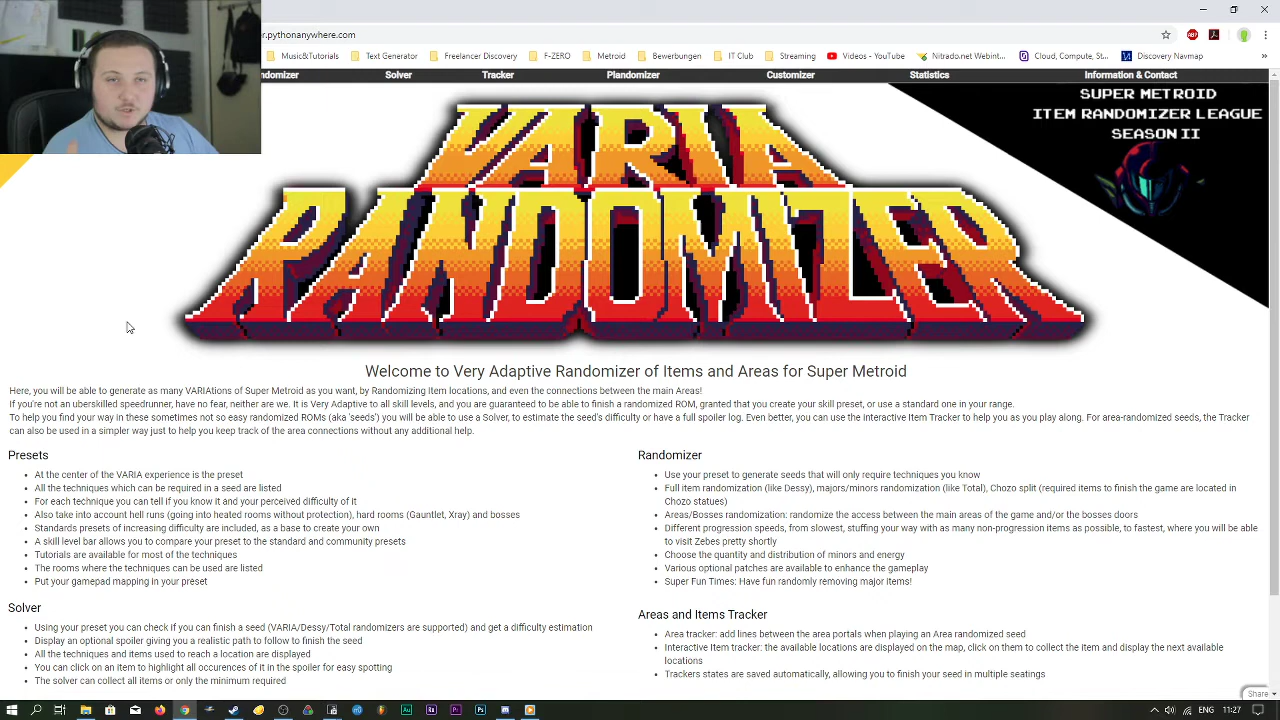 r.pythonanywhere.com
Music&Tutorials
Text Generator
Freelancer Discovery
F-ZERO
Metroid
Bewerbungen
IT Club
Streaming
Videos - YouTube
Nitrado.net Webint...
Cloud, Compute, St...
Discovery Navmap
ndomizer
Solver
Tracker
Plandomizer
Customizer
Statistics
Information & Contact
SUPER METROID
ITEM RANDOMIZER LEAGUE
SEASON II
VARIA
RANDOMIZER
Welcome to Very Adaptive Randomizer of Items and Areas for Super Metroid
Here, you will be able to generate as many VARIAtions of Super Metroid as you want, by Randomizing Item locations, and even the connections between the main Areas!
If you're not an uberskilled speedrunner, have no fear, neither are we. It is Very Adaptive to all skill levels, and you are guaranteed to be able to finish a randomized ROM, granted that you create your skill preset, or use a standard one in your range.
To help you find your way in these sometimes not so easy randomized ROMs (aka 'seeds') you will be able to use a Solver, to estimate the seed's difficulty or have a full spoiler log. Even better, you can use the interactive Item Tracker to help you as you play along. For area-randomized seeds, the Tracker
can also be used in a simpler way just to help you keep track of the area connections without any additional help.
Presets
At the center of the VARIA experience is the preset
All the techniques which can be required in a seed are listed
For each technique you can tell if you know it and your perceived difficulty of it
Also take into account hell runs (going into heated rooms without protection), hard rooms (Gauntlet, Xray) and bosses
Standards presets of increasing difficulty are included, as a base to create your own
A skill level bar allows you to compare your preset to the standard and community presets
Tutorials are available for most of the techniques
The rooms where the techniques can be used are listed
Put your gamepad mapping in your preset
Solver
Using your preset you can check if you can finish a seed (VARIA/Dessy/Total randomizers are supported) and get a difficulty estimation
Display an optional spoiler giving you a realistic path to follow to finish the seed
All the techniques and items used to reach a location are displayed
You can click on an item to highlight all occurences of it in the spoiler for easy spotting
The solver can collect all items or only the minimum required
Randomizer
Use your preset to generate seeds that will only require techniques you know
Full item randomization (like Dessy), majors/minors randomization (like Total), Chozo split (required items to finish the game are located in
Chozo statues)
Areas/Bosses randomization: randomize the access between the main areas of the game and/or the bosses doors
Different progression speeds, from slowest, stuffing your way with as many non-progression items as possible, to fastest, where you will be able
to visit Zebes pretty shortly
Choose the quantity and distribution of minors and energy
Various optional patches are available to enhance the gameplay
Super Fun Times: Have fun randomly removing major items!
Areas and Items Tracker
Area tracker: add lines between the area portals when playing an Area randomized seed
Interactive Item tracker: the available locations are displayed on the map, click on them to collect the item and display the next available
locations
Trackers states are saved automatically, allowing you to finish your seed in multiple seatings
Share
ENG
11:27